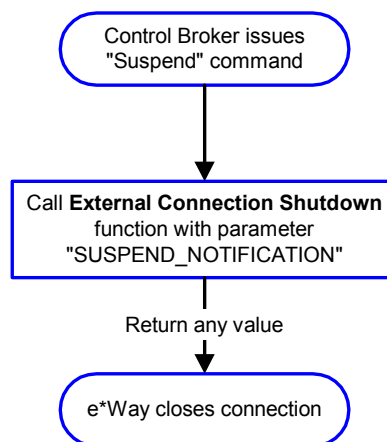 Control Broker issues
"Suspend" command
Call External Connection Shutdown
function with parameter
"SUSPEND_NOTIFICATION"
Return any value
e*Way closes connection